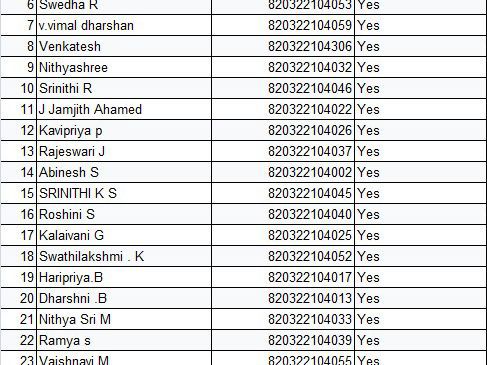 6 Swedha R 820322104053 Yes
7 v.vimal dharshan 820322104059 Yes
8 Venkatesh 820322104306 Yes
9 Nithyashree 820322104032 Yes
10 Srinithi R 820322104046 Yes
11 J Jamjith Ahamed 820322104022 Yes
12 Kavipriya p 820322104026 Yes
13 Rajeswari J 820322104037 Yes
14 Abinesh S 820322104002 Yes
15 SRINITHI K S 820322104045 Yes
16 Roshini S 820322104040 Yes
17 Kalaivani G 820322104025 Yes
18 Swathilakshmi . K 820322104052 Yes
19 Haripriya.B 820322104017 Yes
20 Dharshni .B 820322104013 Yes
21 Nithya Sri M 820322104033 Yes
22 Ramya s 820322104039 Yes
23 Vaishnavi M 820322104055 Yes